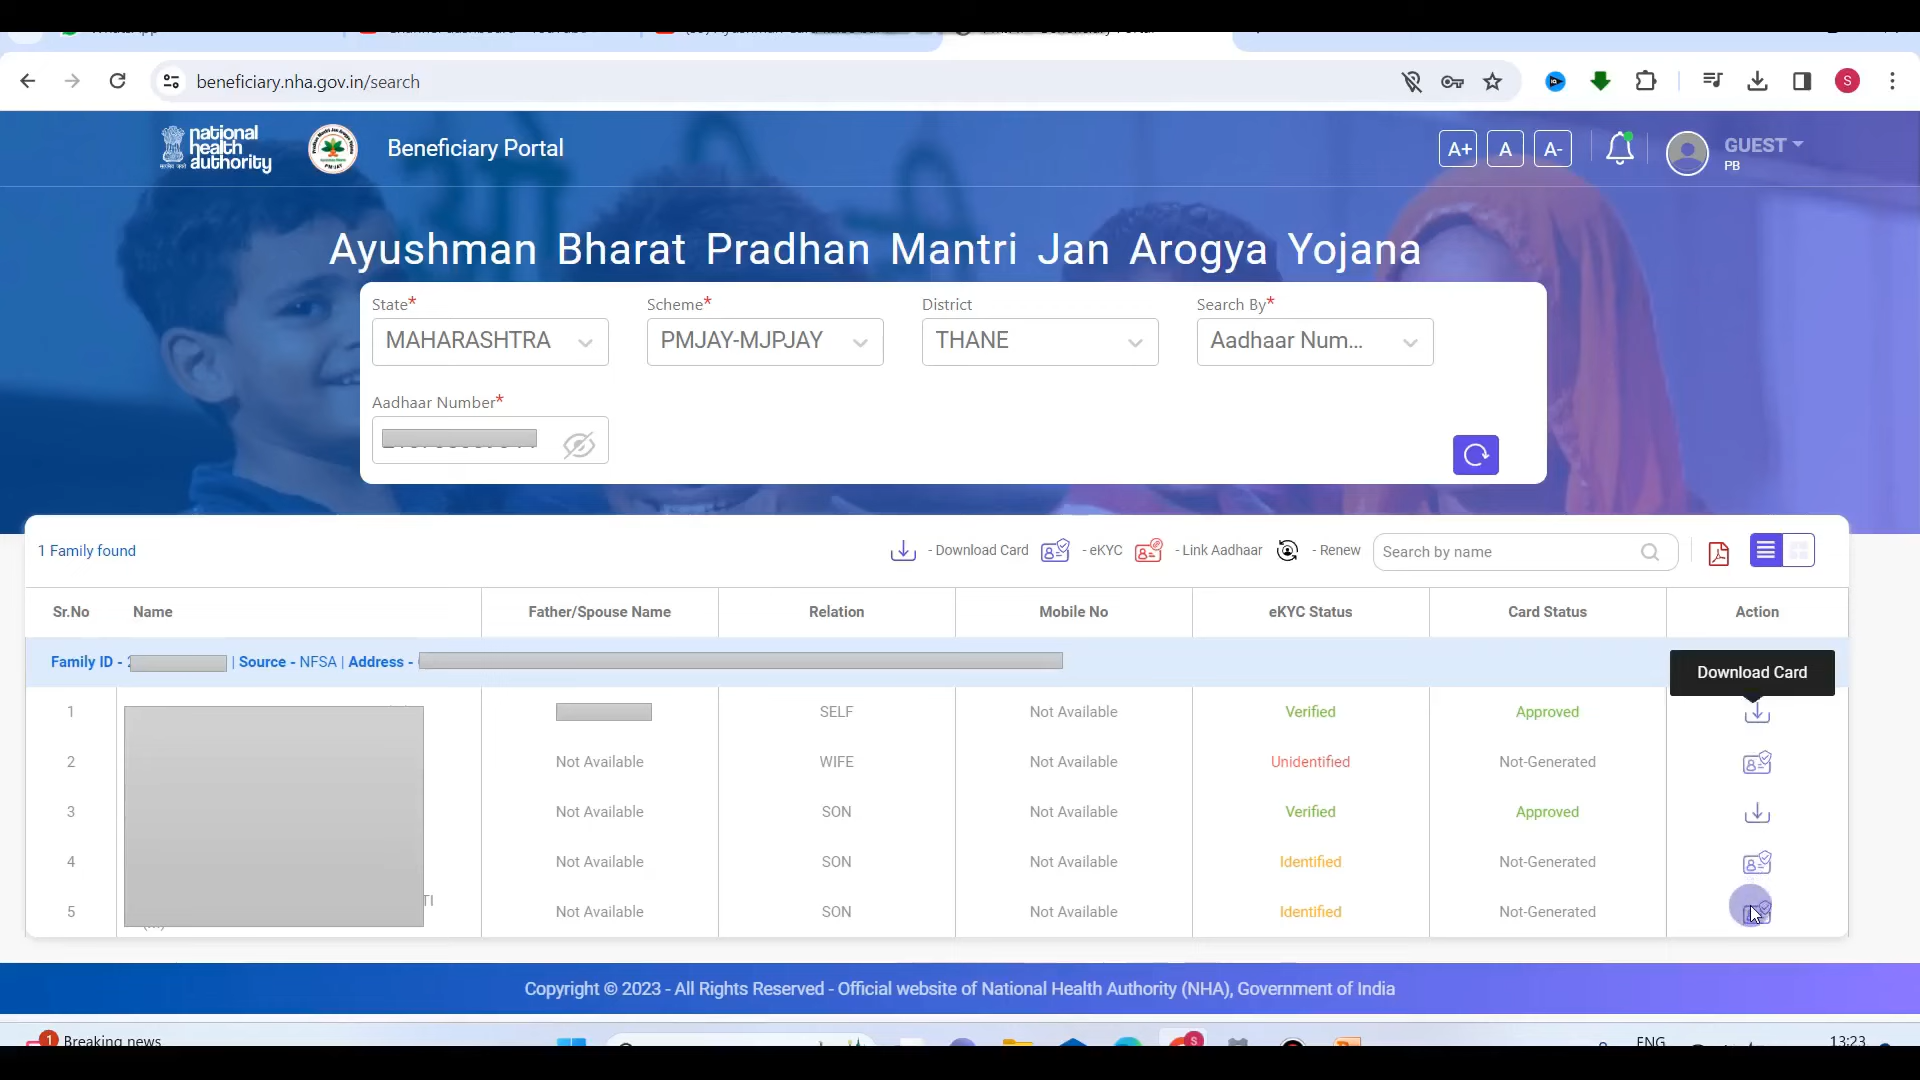 beneficiary.nha.gov.in/search
S
national
health
authority
Beneficiary Portal
A+ A A-
GUEST
PB
Ayushman Bharat Pradhan Mantri Jan Arogya Yojana
State* Scheme* District Search By*
MAHARASHTRA PMJAY-MJPJAY THANE Aadhaar Num...
Aadhaar Number*
1 Family found - Download Card - eKYC - Link Aadhaar - Renew Search by name
Sr.No Name Father/Spouse Name Relation Mobile No eKYC Status Card Status Action
Family ID - | Source - NFSA | Address -
Download Card
1 SELF Not Available Verified Approved
2 Not Available WIFE Not Available Unidentified Not-Generated
3 Not Available SON Not Available Verified Approved
4 Not Available SON Not Available Identified Not-Generated
5 Not Available SON Not Available Identified Not-Generated
Copyright © 2023 - All Rights Reserved - Official website of National Health Authority (NHA), Government of India
1 Breaking news S ENG 13:23